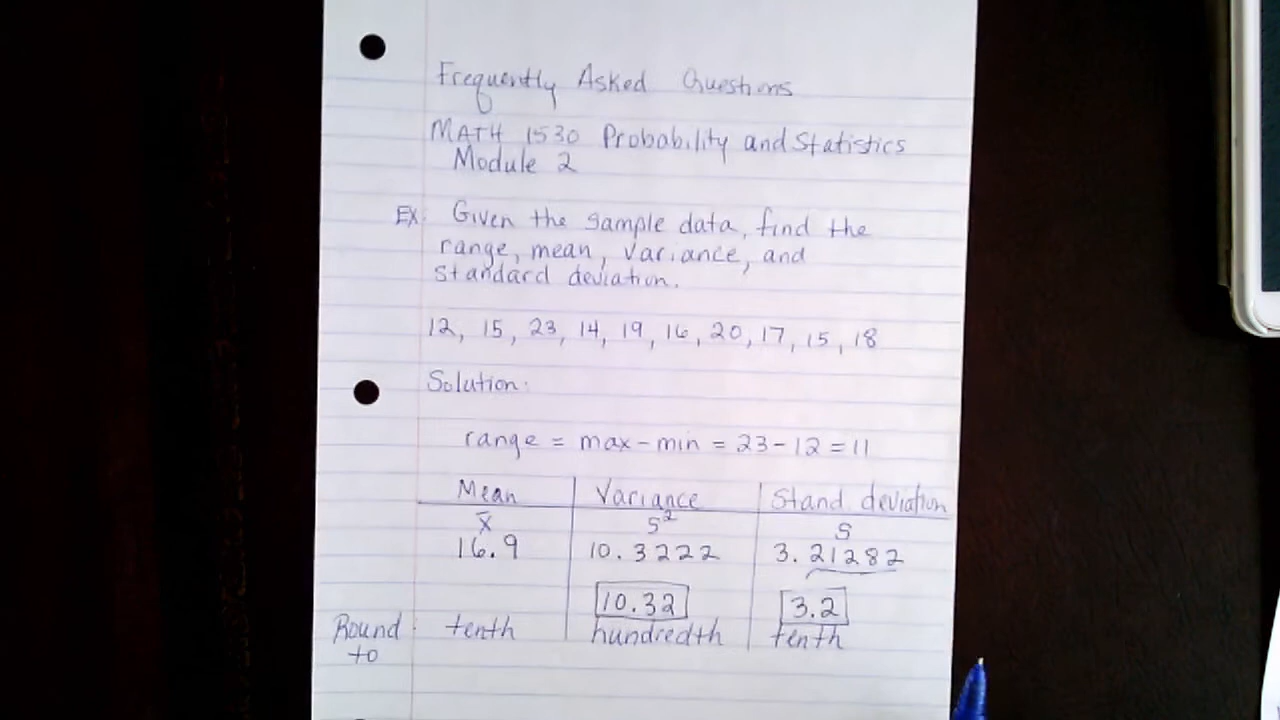 Frequently Asked Questions
MATH 1530 Probability and Statistics
Module 2
EX: Given the sample data, find the
range, mean, variance, and
standard deviation.
12, 15, 23, 14, 19, 16, 20, 17, 15, 18
Solution:
range = max - min = 23 - 12 = 11
Mean Variance Stand deviation
x̄ s² s
16.9 10.3222 3.21282
10.32 3.2
Round to: tenth hundredth tenth